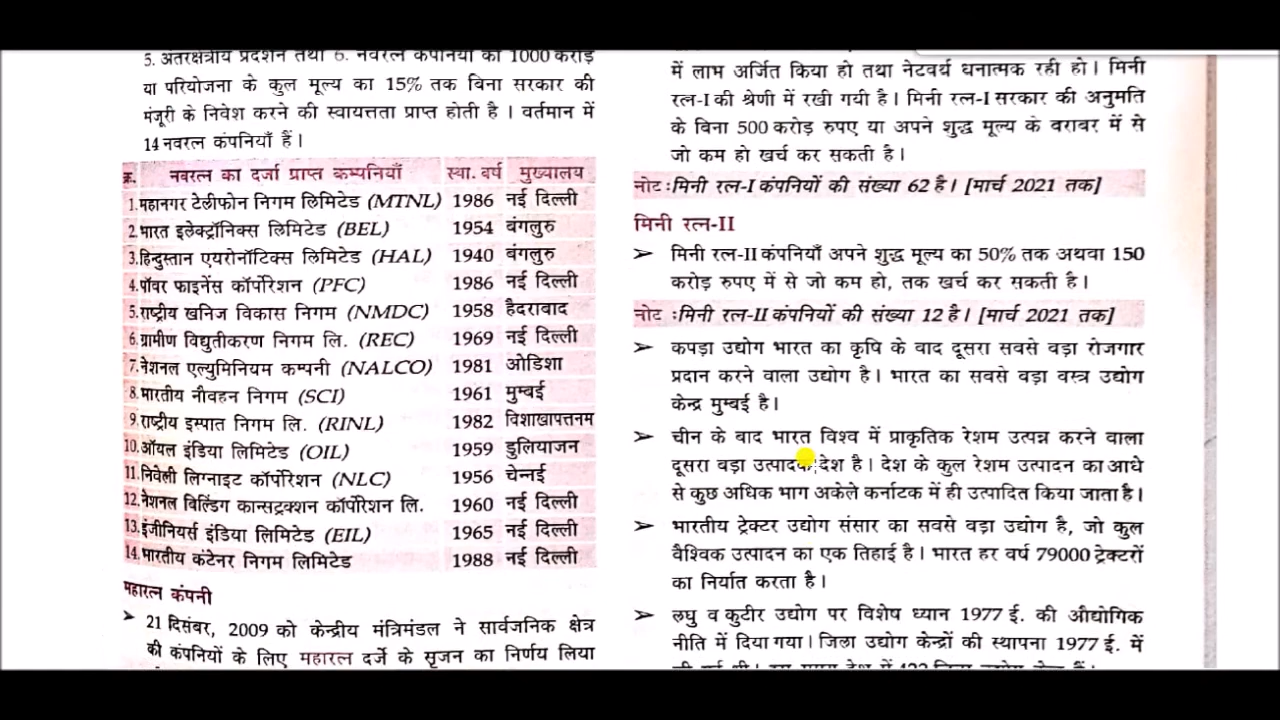 5. अंतरक्षेत्रीय प्रदर्शन तथा 6. नवरत्न कंपनियों को 1000 करोड़
या परियोजना के कुल मूल्य का 15% तक बिना सरकार की
मंजूरी के निवेश करने की स्वायत्तता प्राप्त होती है । वर्तमान में
14 नवरत्न कंपनियाँ हैं ।
क्र. नवरत्न का दर्जा प्राप्त कम्पनियाँ स्था. वर्ष मुख्यालय
1. महानगर टेलीफोन निगम लिमिटेड (MTNL) 1986 नई दिल्ली
2. भारत इलेक्ट्रॉनिक्स लिमिटेड (BEL) 1954 बंगलुरु
3. हिन्दुस्तान एयरोनॉटिक्स लिमिटेड (HAL) 1940 बंगलुरु
4. पॉवर फाइनेंस कॉर्पोरेशन (PFC) 1986 नई दिल्ली
5. राष्ट्रीय खनिज विकास निगम (NMDC) 1958 हैदराबाद
6. ग्रामीण विद्युतीकरण निगम लि. (REC) 1969 नई दिल्ली
7. नेशनल एल्युमिनियम कम्पनी (NALCO) 1981 ओडिशा
8. भारतीय नौवहन निगम (SCI) 1961 मुम्बई
9. राष्ट्रीय इस्पात निगम लि. (RINL) 1982 विशाखापत्तनम
10. ऑयल इंडिया लिमिटेड (OIL) 1959 डुलियाजन
11. निवेली लिग्नाइट कॉर्पोरेशन (NLC) 1956 चेन्नई
12. नेशनल बिल्डिंग कान्सट्रक्शन कॉर्पोरेशन लि. 1960 नई दिल्ली
13. इंजीनियर्स इंडिया लिमिटेड (EIL) 1965 नई दिल्ली
14. भारतीय कंटेनर निगम लिमिटेड 1988 नई दिल्ली
महारत्न कंपनी
➤ 21 दिसंबर, 2009 को केन्द्रीय मंत्रिमंडल ने सार्वजनिक क्षेत्र
की कंपनियों के लिए महारत्न दर्जे के सृजन का निर्णय लिया
में लाभ अर्जित किया हो तथा नेटवर्थ धनात्मक रही हो । मिनी
रत्न-I की श्रेणी में रखी गयी है । मिनी रत्न-I सरकार की अनुमति
के बिना 500 करोड़ रुपए या अपने शुद्ध मूल्य के बराबर में से
जो कम हो खर्च कर सकती है ।
नोट : मिनी रत्न-I कंपनियों की संख्या 62 है । [मार्च 2021 तक]
मिनी रत्न-II
➤ मिनी रत्न-II कंपनियाँ अपने शुद्ध मूल्य का 50% तक अथवा 150
करोड़ रुपए में से जो कम हो, तक खर्च कर सकती है ।
नोट : मिनी रत्न-II कंपनियों की संख्या 12 है । [मार्च 2021 तक]
➤ कपड़ा उद्योग भारत का कृषि के बाद दूसरा सबसे बड़ा रोजगार
प्रदान करने वाला उद्योग है । भारत का सबसे बड़ा वस्त्र उद्योग
केन्द्र मुम्बई है ।
➤ चीन के बाद भारत विश्व में प्राकृतिक रेशम उत्पन्न करने वाला
दूसरा बड़ा उत्पादक देश है । देश के कुल रेशम उत्पादन का आधे
से कुछ अधिक भाग अकेले कर्नाटक में ही उत्पादित किया जाता है ।
➤ भारतीय ट्रेक्टर उद्योग संसार का सबसे बड़ा उद्योग है, जो कुल
वैश्विक उत्पादन का एक तिहाई है । भारत हर वर्ष 79000 ट्रेक्टरों
का निर्यात करता है ।
➤ लघु व कुटीर उद्योग पर विशेष ध्यान 1977 ई. की औद्योगिक
नीति में दिया गया । जिला उद्योग केन्द्रों की स्थापना 1977 ई. में